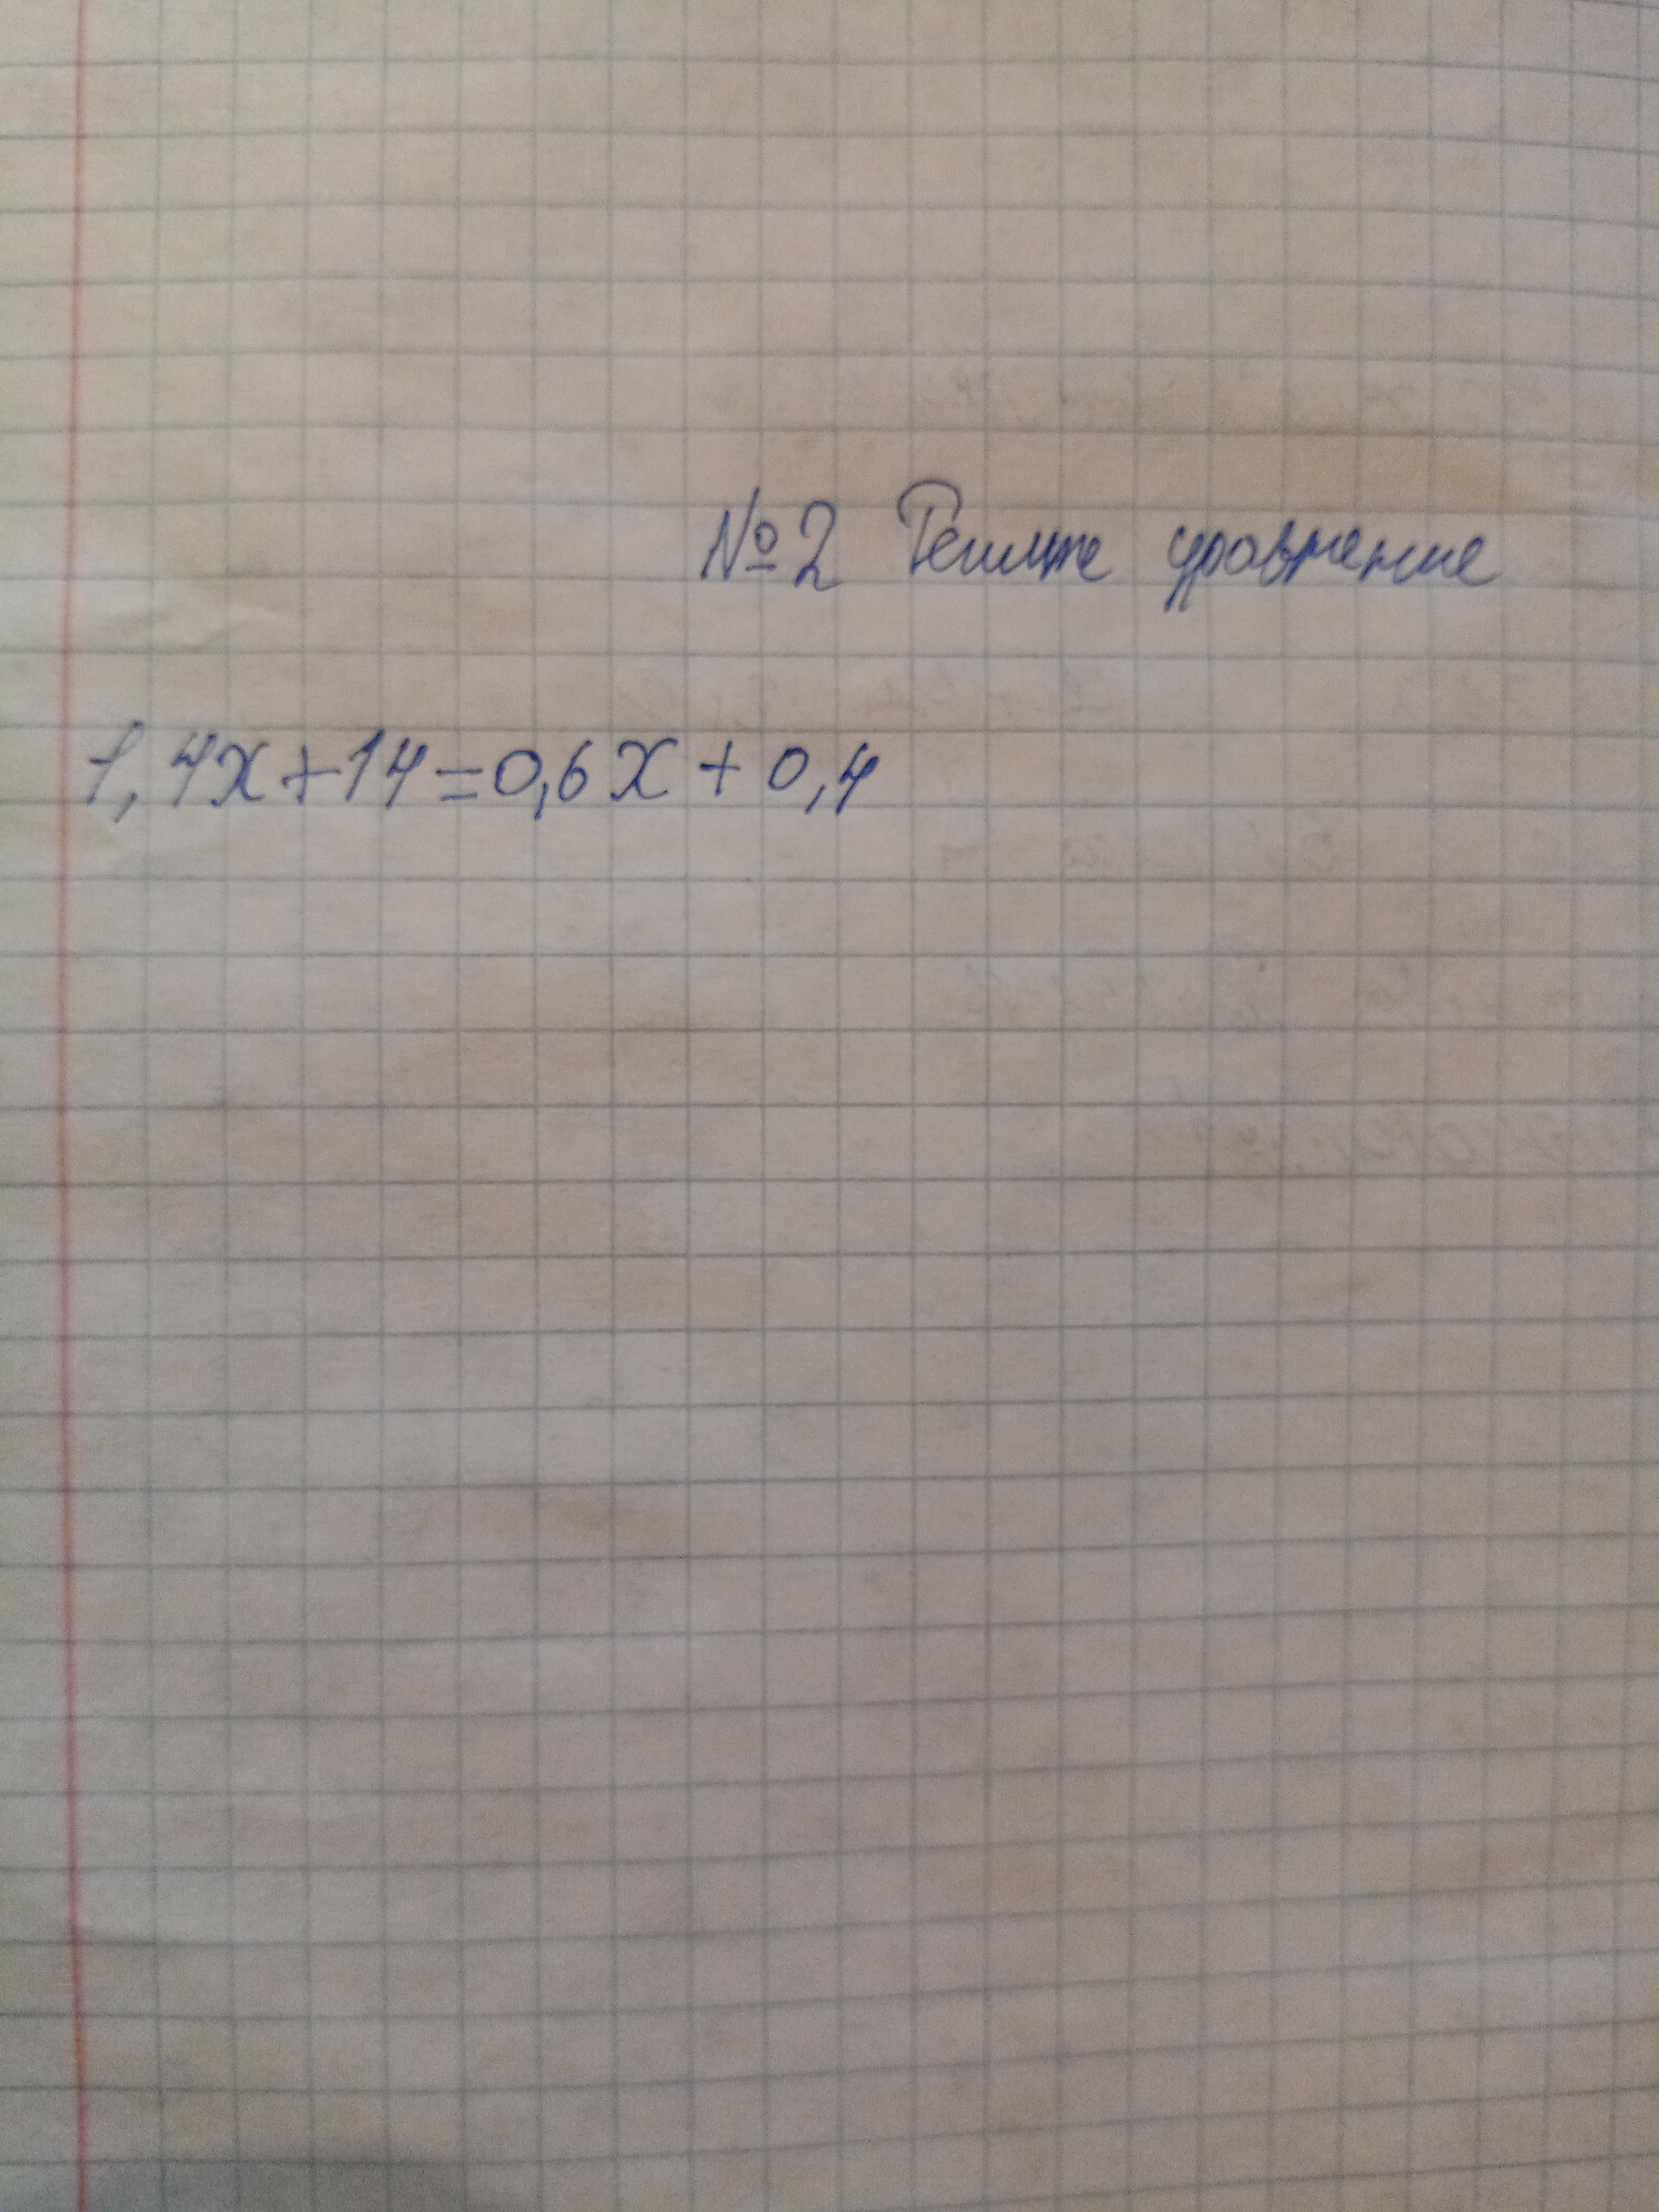 №2 Решите уравнение
1,4x+14=0,6x+0,4